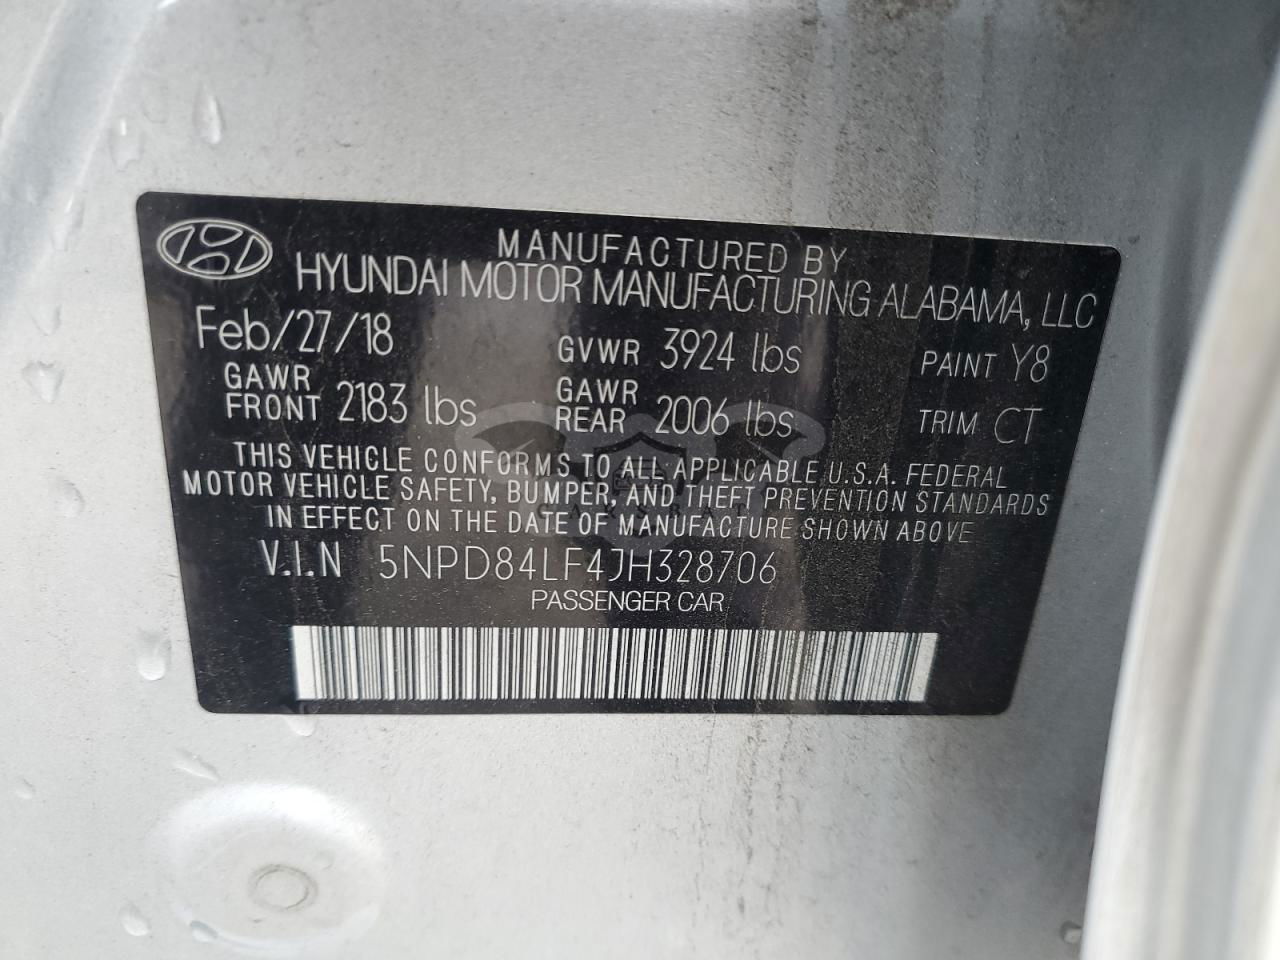 MANUFACTURED BY
HYUNDAI MOTOR MANUFACTURING ALABAMA, LLC
Feb/27/18 GVWR 3924 lbs PAINT Y8
GAWR FRONT 2183 lbs GAWR REAR 2006 lbs TRIM CT
THIS VEHICLE CONFORMS TO ALL APPLICABLE U.S.A. FEDERAL
MOTOR VEHICLE SAFETY, BUMPER, AND THEFT PREVENTION STANDARDS
IN EFFECT ON THE DATE OF MANUFACTURE SHOWN ABOVE
V.I.N 5NPD84LF4JH328706
PASSENGER CAR